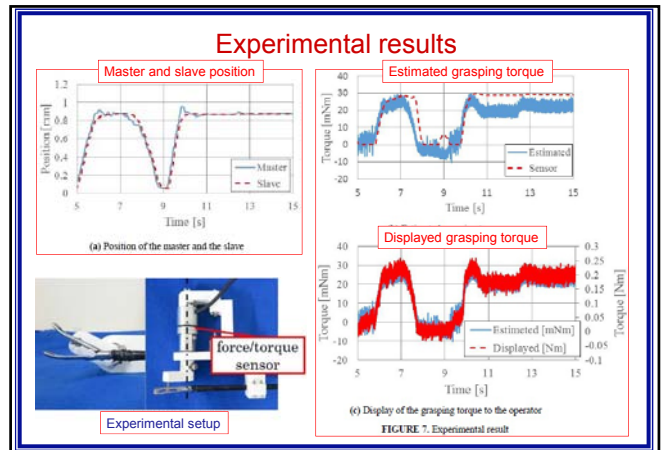 Experimental results
Master and slave position
1.2
1
0.8
0.6
0.4
0.2
0
Position [mm]
Master
Slave
5 7 9 11 13 15
Time [s]
(a) Position of the master and the slave
force/torque
sensor
Experimental setup
Estimated grasping torque
40
30
20
10
0
-10
-20
Torque [mNm]
Estimated
Sensor
5 7 9 11 13 15
Time [s]
Displayed grasping torque
40
30
20
10
0
-10
-20
Torque [mNm]
0.3
0.25
0.2
0.15
0.1
0.05
0
-0.05
-0.1
Torque [Nm]
Estimeted [mNm]
Displayed [Nm]
5 7 9 11 13 15
Time [s]
(c) Display of the grasping torque to the operator
FIGURE 7. Experimental result